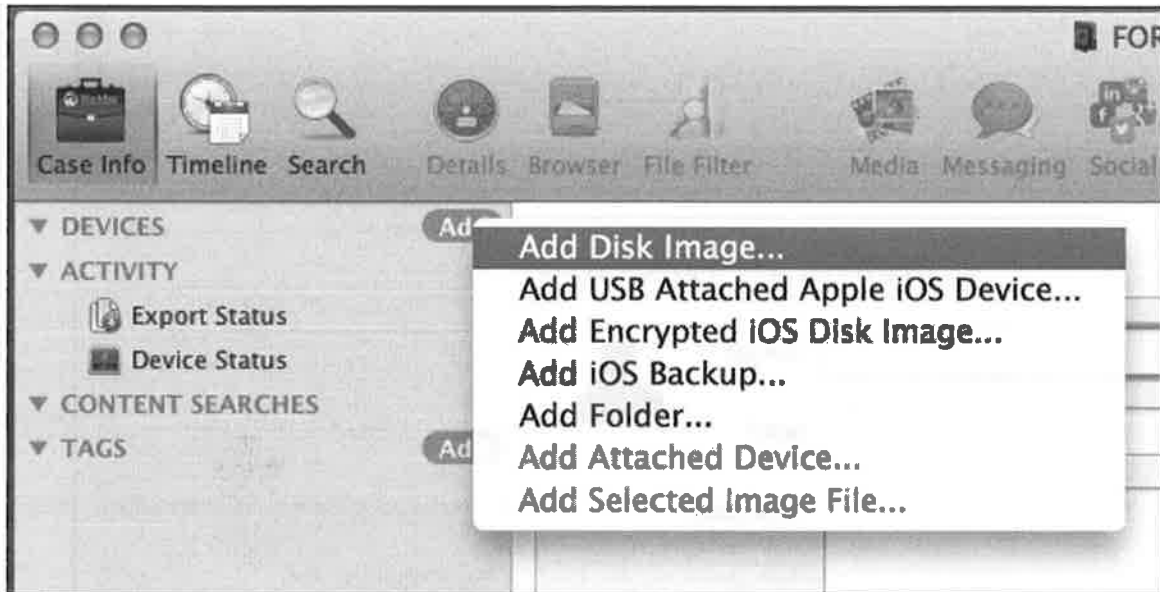 FOR
Case Info Timeline Search Details Browser File Filter Media Messaging Social
DEVICES Ad
Add Disk Image...
ACTIVITY
Add USB Attached Apple iOS Device...
Export Status
Add Encrypted iOS Disk Image...
Device Status
Add iOS Backup...
CONTENT SEARCHES
Add Folder...
TAGS Ad
Add Attached Device...
Add Selected Image File...